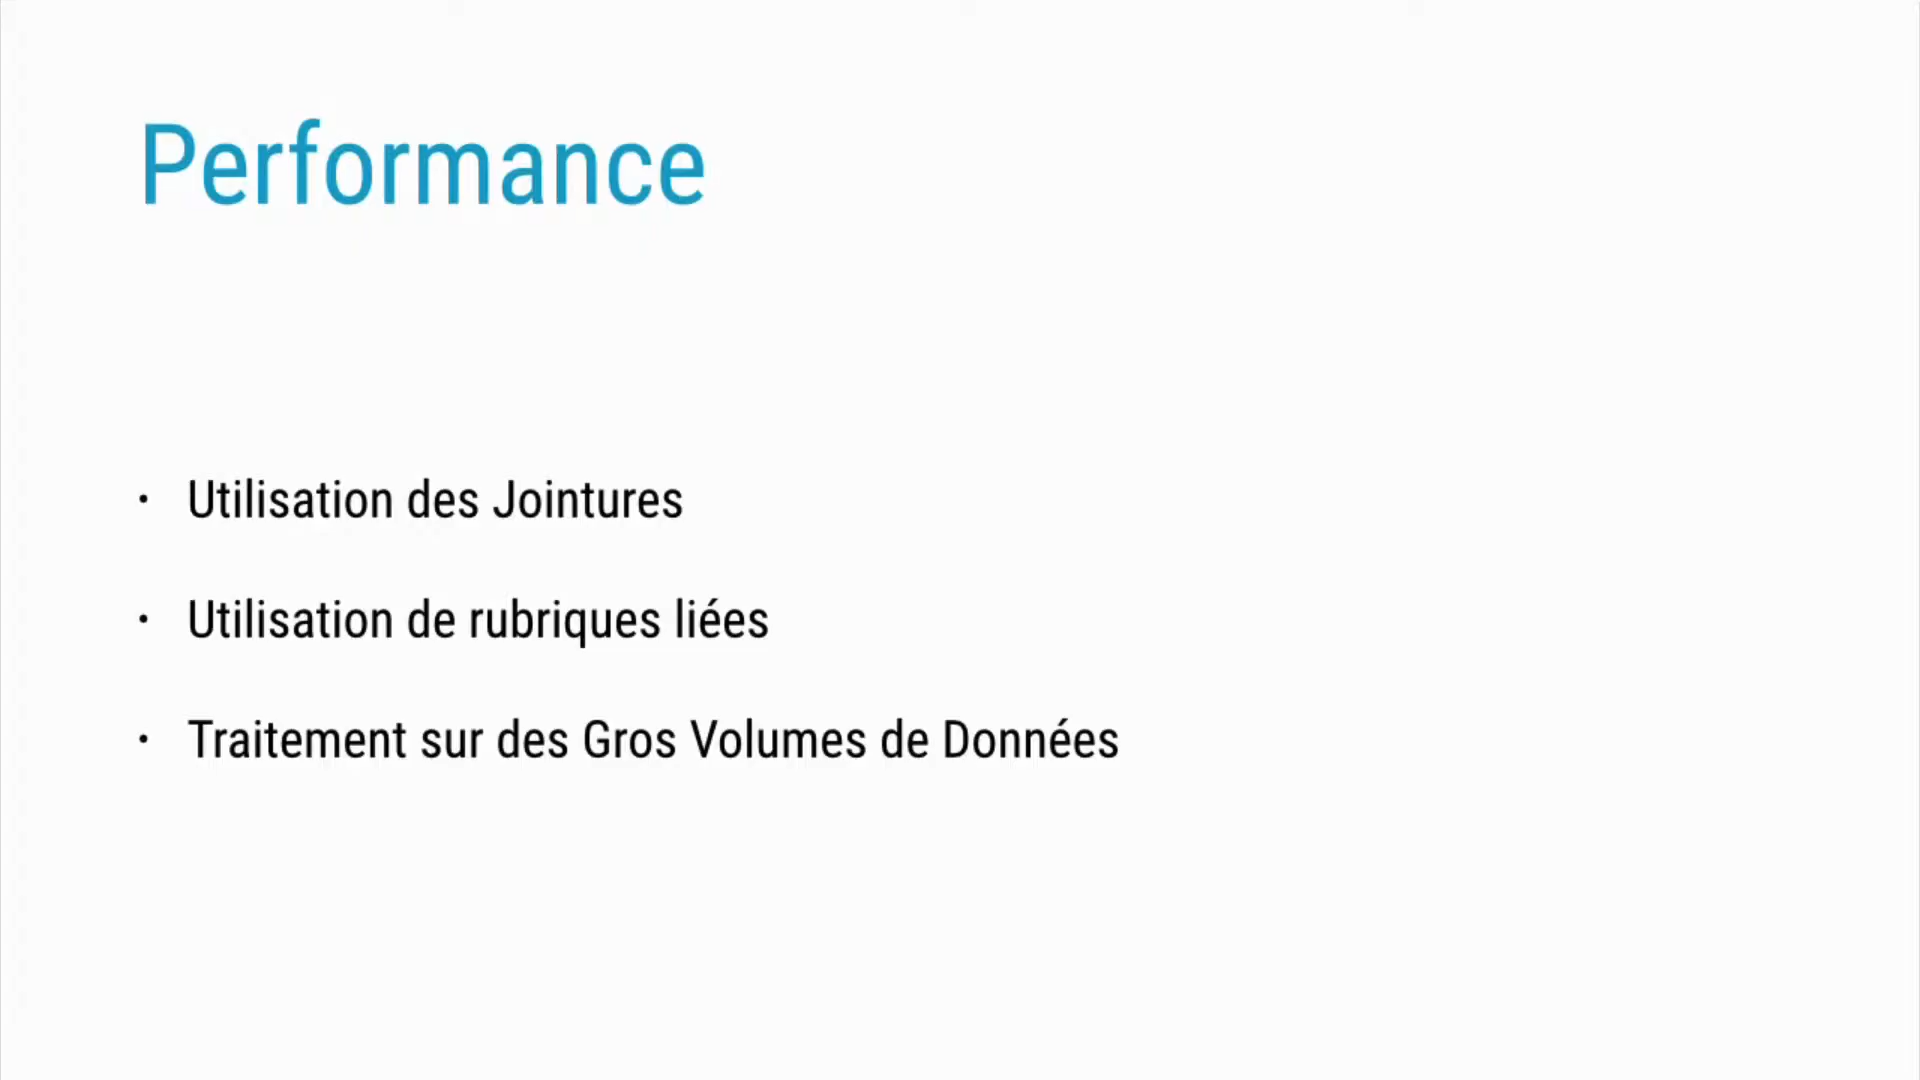 Performance
· Utilisation des Jointures
· Utilisation de rubriques liées
· Traitement sur des Gros Volumes de Données